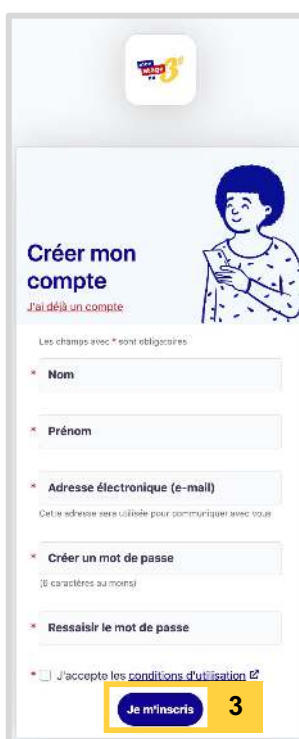 3e
Créer mon
compte
J'ai déjà un compte
Les champs avec * sont obligatoires
* Nom
* Prénom
* Adresse électronique (e-mail)
Cette adresse sera utilisée pour communiquer avec vous
* Créer un mot de passe
(6 caractères au moins)
* Ressaisir le mot de passe
* J'accepte les conditions d'utilisation
Je m'inscris
3